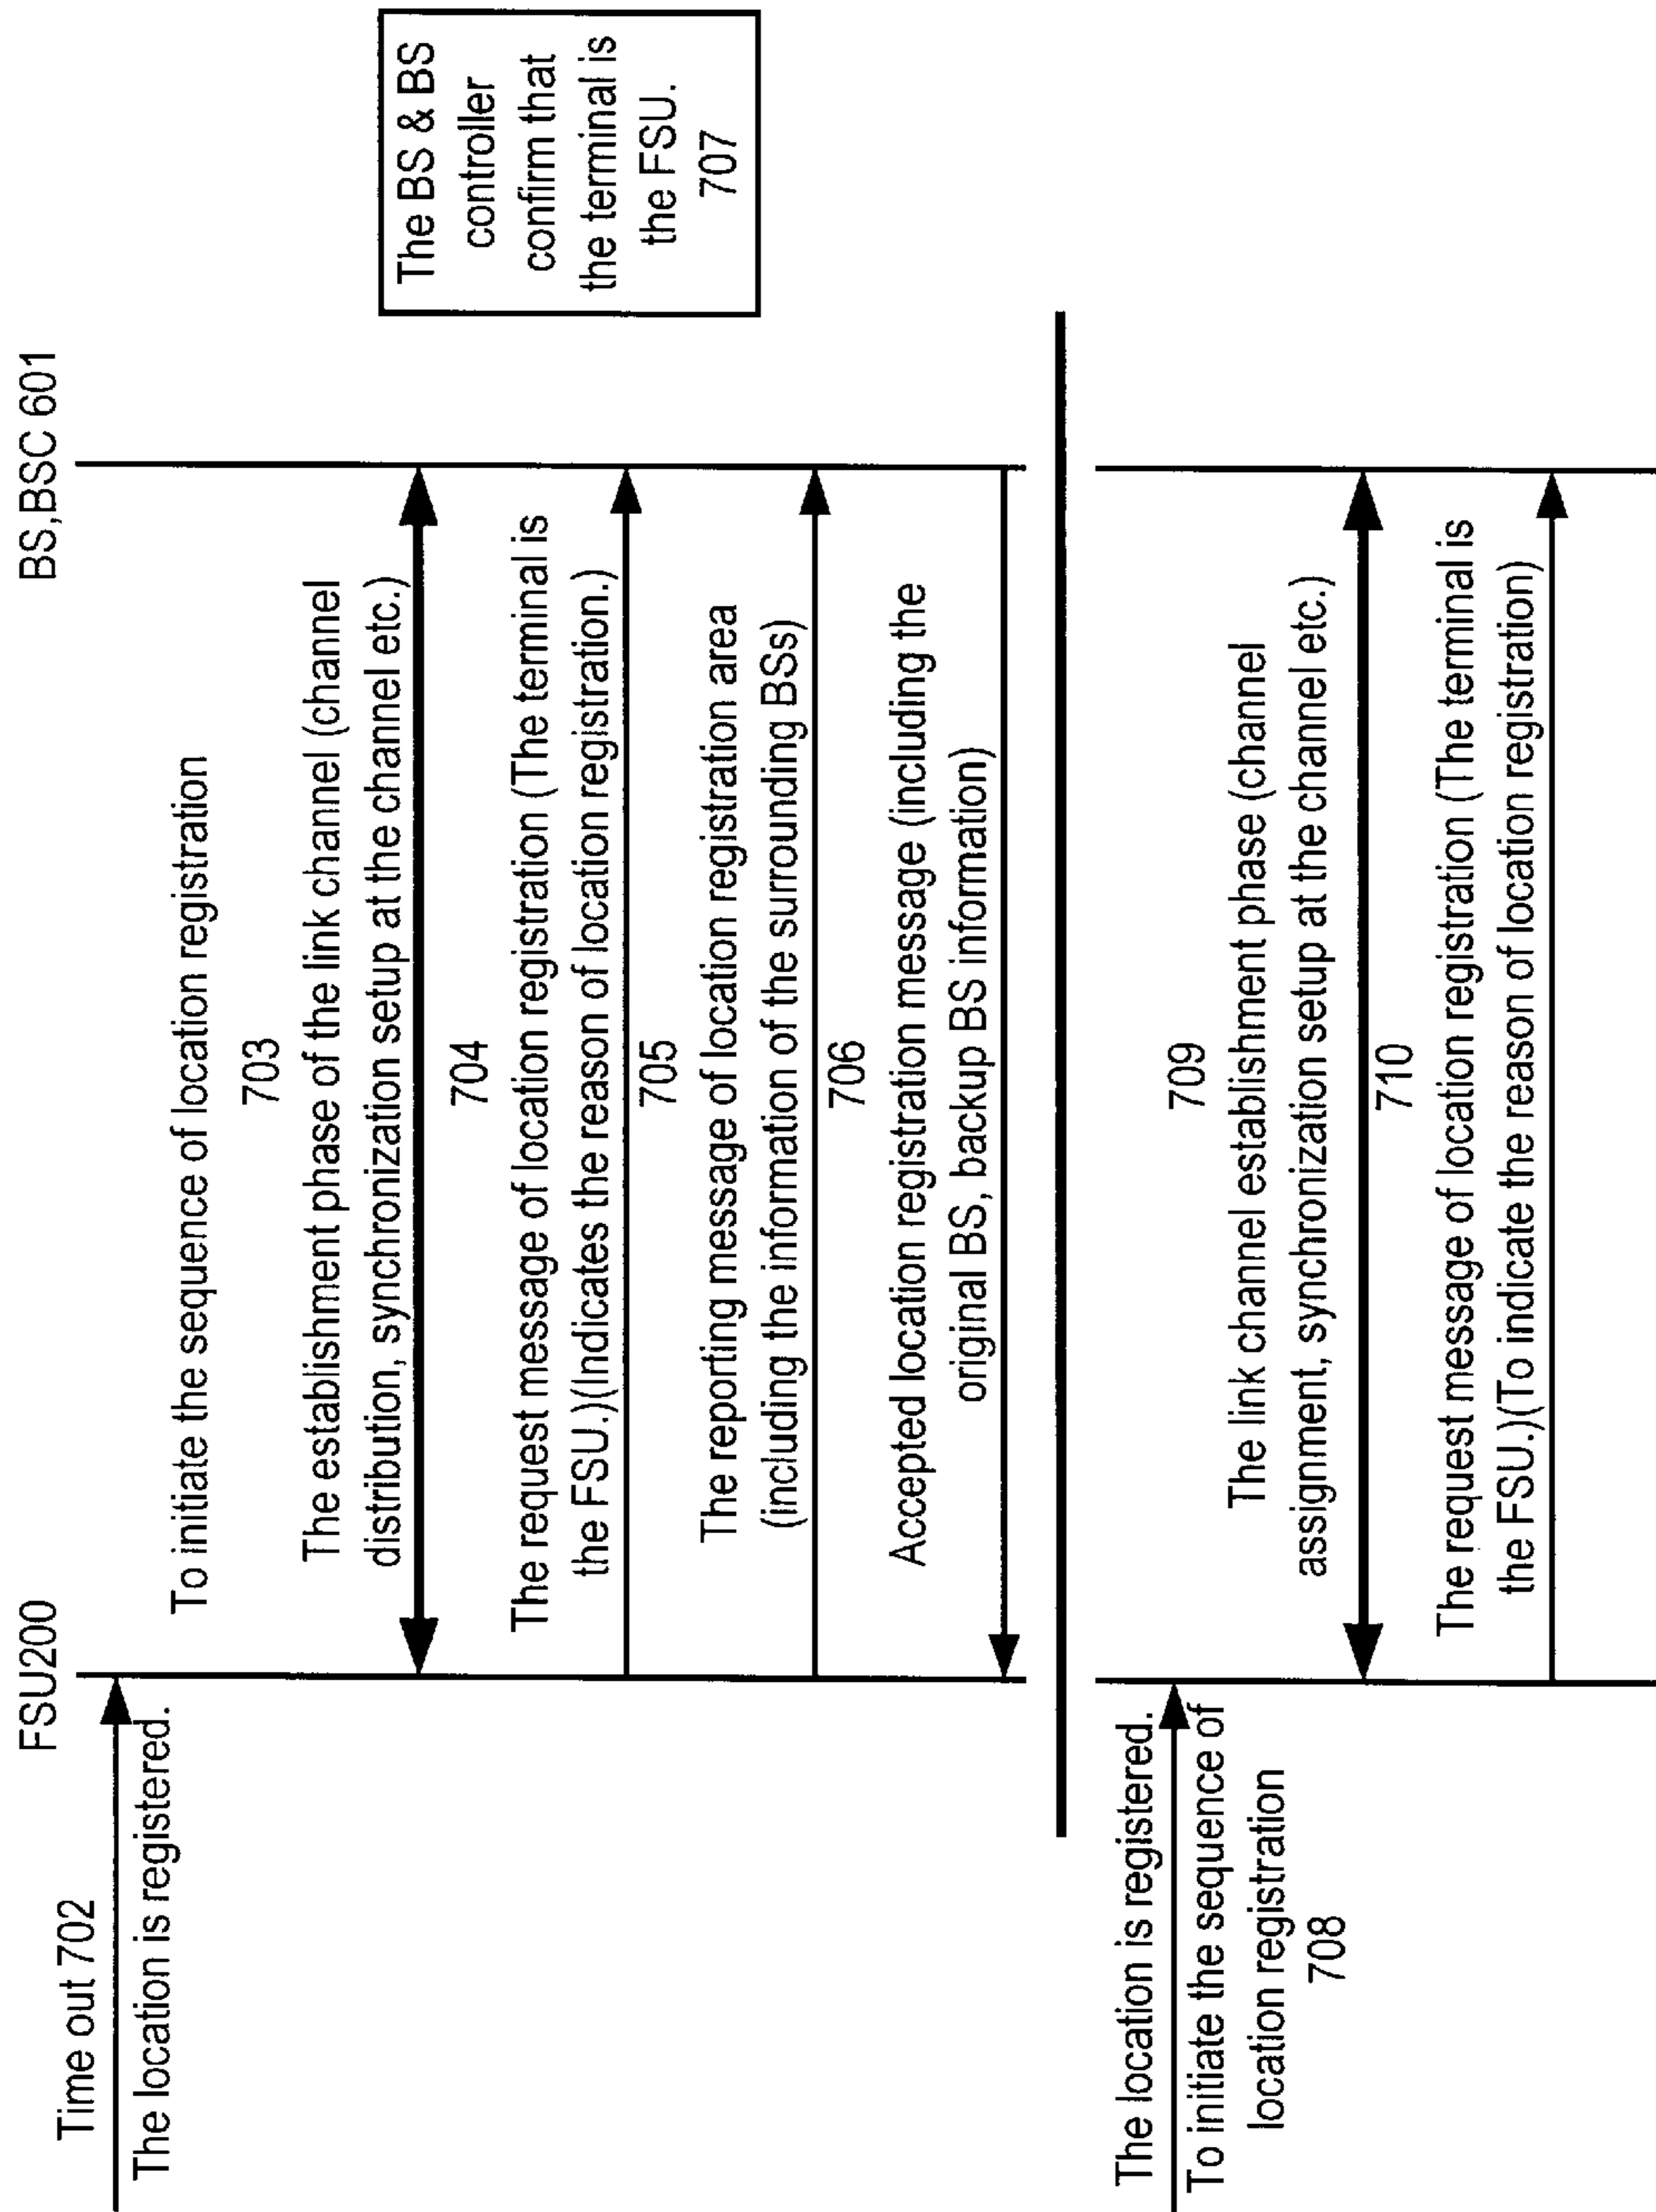 FSU200
BS,BSC 601
Time out 702
The location is registered.
To initiate the sequence of location registration
703
The establishment phase of the link channel (channel
distribution, synchronization setup at the channel etc.)
704
The request message of location registration (The terminal is
the FSU.)(Indicates the reason of location registration.)
705
The reporting message of location registration area
(including the information of the surrounding BSs)
706
Accepted location registration message (including the
original BS, backup BS information)
The BS & BS
controller
confirm that
the terminal is
the FSU.
707
The location is registered.
To initiate the sequence of
location registration
708
709
The link channel establishment phase (channel
assignment, synchronization setup at the channel etc.)
710
The request message of location registration (The terminal is
the FSU.)(To indicate the reason of location registration)